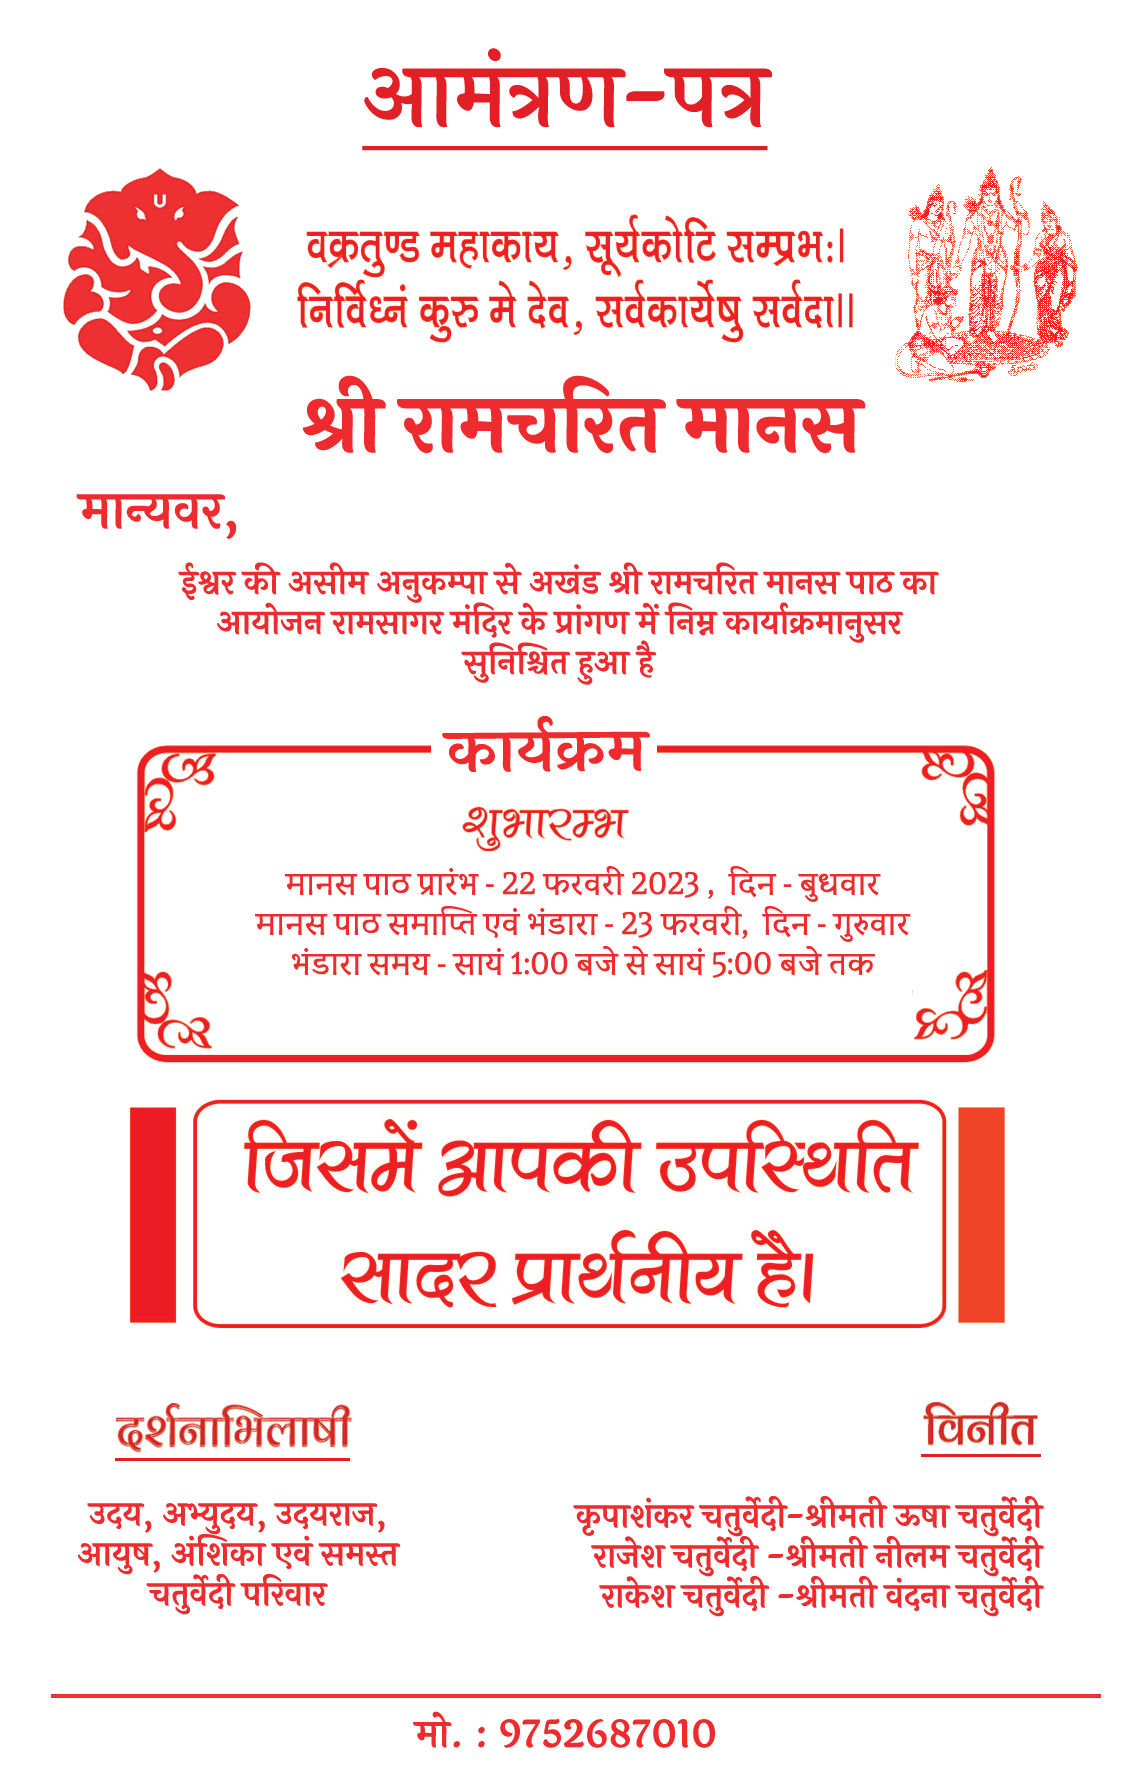 आमंत्रण-पत्र
वक्रतुण्ड महाकाय, सूर्यकोटि सम्प्रभ:।
निर्विध्नं कुरु मे देव, सर्वकार्येषु सर्वदा॥
श्री रामचरित मानस
मान्यवर,
ईश्वर की असीम अनुकम्पा से अखंड श्री रामचरित मानस पाठ का
आयोजन रामसागर मंदिर के प्रांगण में निम्न कार्याक्रमानुसर
सुनिश्चित हुआ है
कार्यक्रम
शुभारम्भ
मानस पाठ प्रारंभ - 22 फरवरी 2023 , दिन - बुधवार
मानस पाठ समाप्ति एवं भंडारा - 23 फरवरी, दिन - गुरुवार
भंडारा समय - सायं 1:00 बजे से सायं 5:00 बजे तक
जिसमें आपकी उपस्थिति
सादर प्रार्थनीय है।
दर्शनाभिलाषी
उदय, अभ्युदय, उदयराज,
आयुष, अंशिका एवं समस्त
चतुर्वेदी परिवार
विनीत
कृपाशंकर चतुर्वेदी-श्रीमती ऊषा चतुर्वेदी
राजेश चतुर्वेदी -श्रीमती नीलम चतुर्वेदी
राकेश चतुर्वेदी -श्रीमती वंदना चतुर्वेदी
मो. : 9752687010